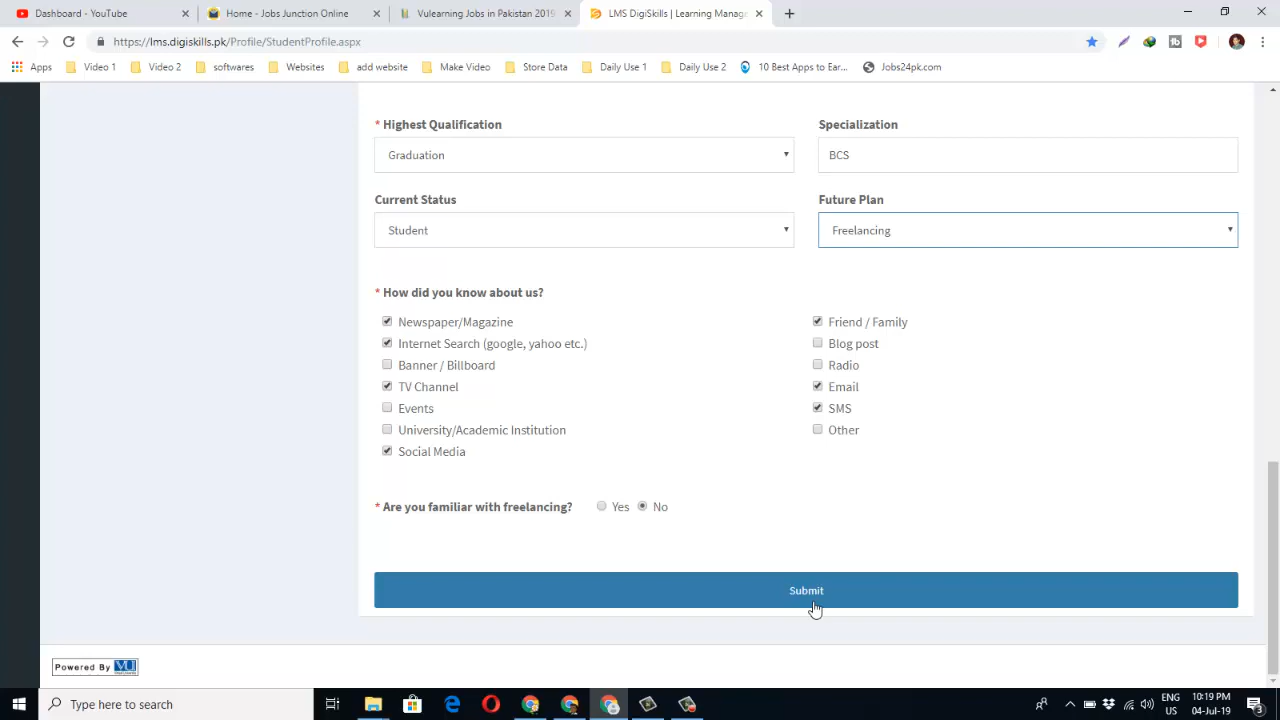 Dashboard - YouTube
Home - Jobs Junction Online
Vulearning Jobs in Pakistan 2019
LMS DigiSkills | Learning Manag
https://lms.digiskills.pk/Profile/StudentProfile.aspx
Apps
Video 1
Video 2
softwares
Websites
add website
Make Video
Store Data
Daily Use 1
Daily Use 2
10 Best Apps to Ear...
Jobs24pk.com
* Highest Qualification
Specialization
Graduation
BCS
Current Status
Future Plan
Student
Freelancing
* How did you know about us?
Newspaper/Magazine
Friend / Family
Internet Search (google, yahoo etc.)
Blog post
Banner / Billboard
Radio
TV Channel
Email
Events
SMS
University/Academic Institution
Other
Social Media
* Are you familiar with freelancing?
Yes
No
Submit
Powered By VU
Type here to search
ENG
US
10:19 PM
04-Jul-19
3